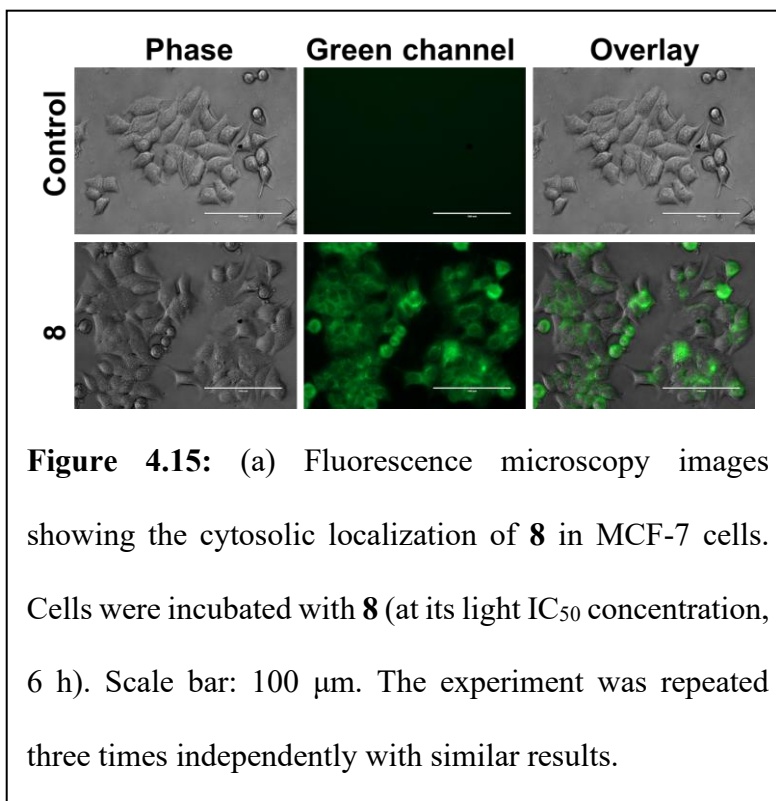 Phase Green channel Overlay
Control
8
Figure 4.15: (a) Fluorescence microscopy images
showing the cytosolic localization of 8 in MCF-7 cells.
Cells were incubated with 8 (at its light IC₅₀ concentration,
6 h). Scale bar: 100 μm. The experiment was repeated
three times independently with similar results.